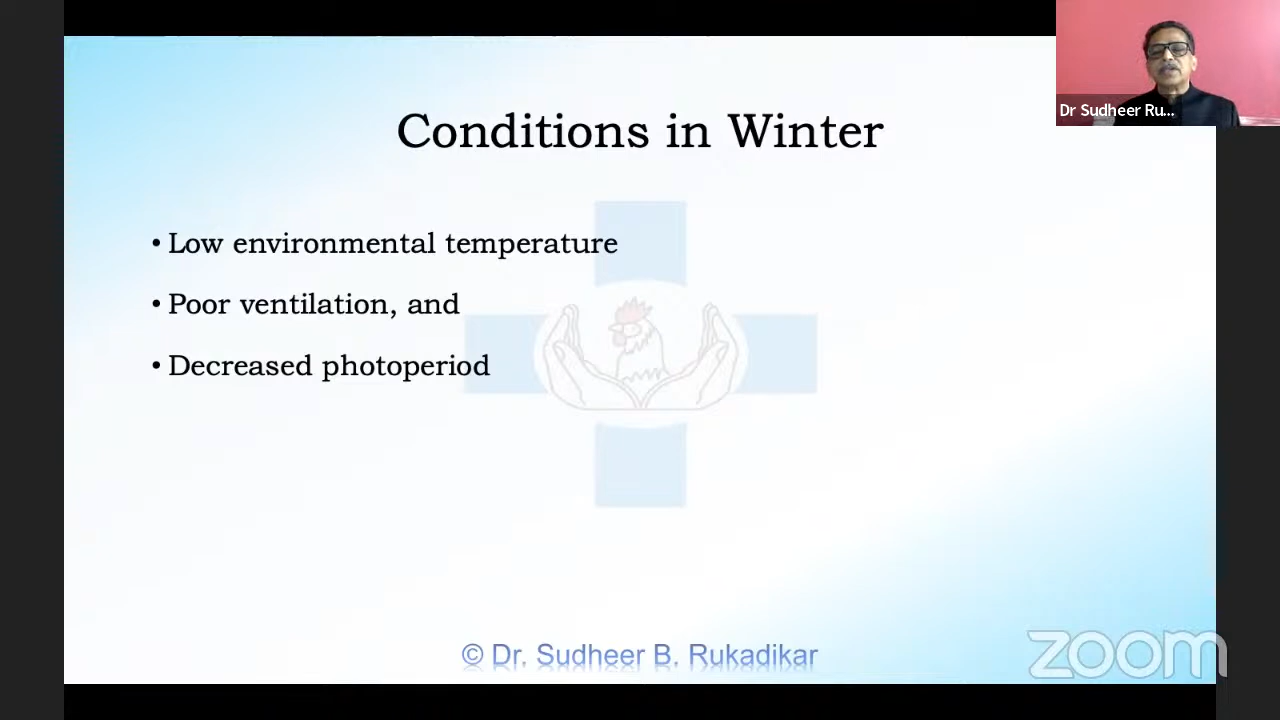 Dr Sudheer Ru...
Conditions in Winter
• Low environmental temperature
• Poor ventilation, and
• Decreased photoperiod
© Dr. Sudheer B. Rukadikar
zoom